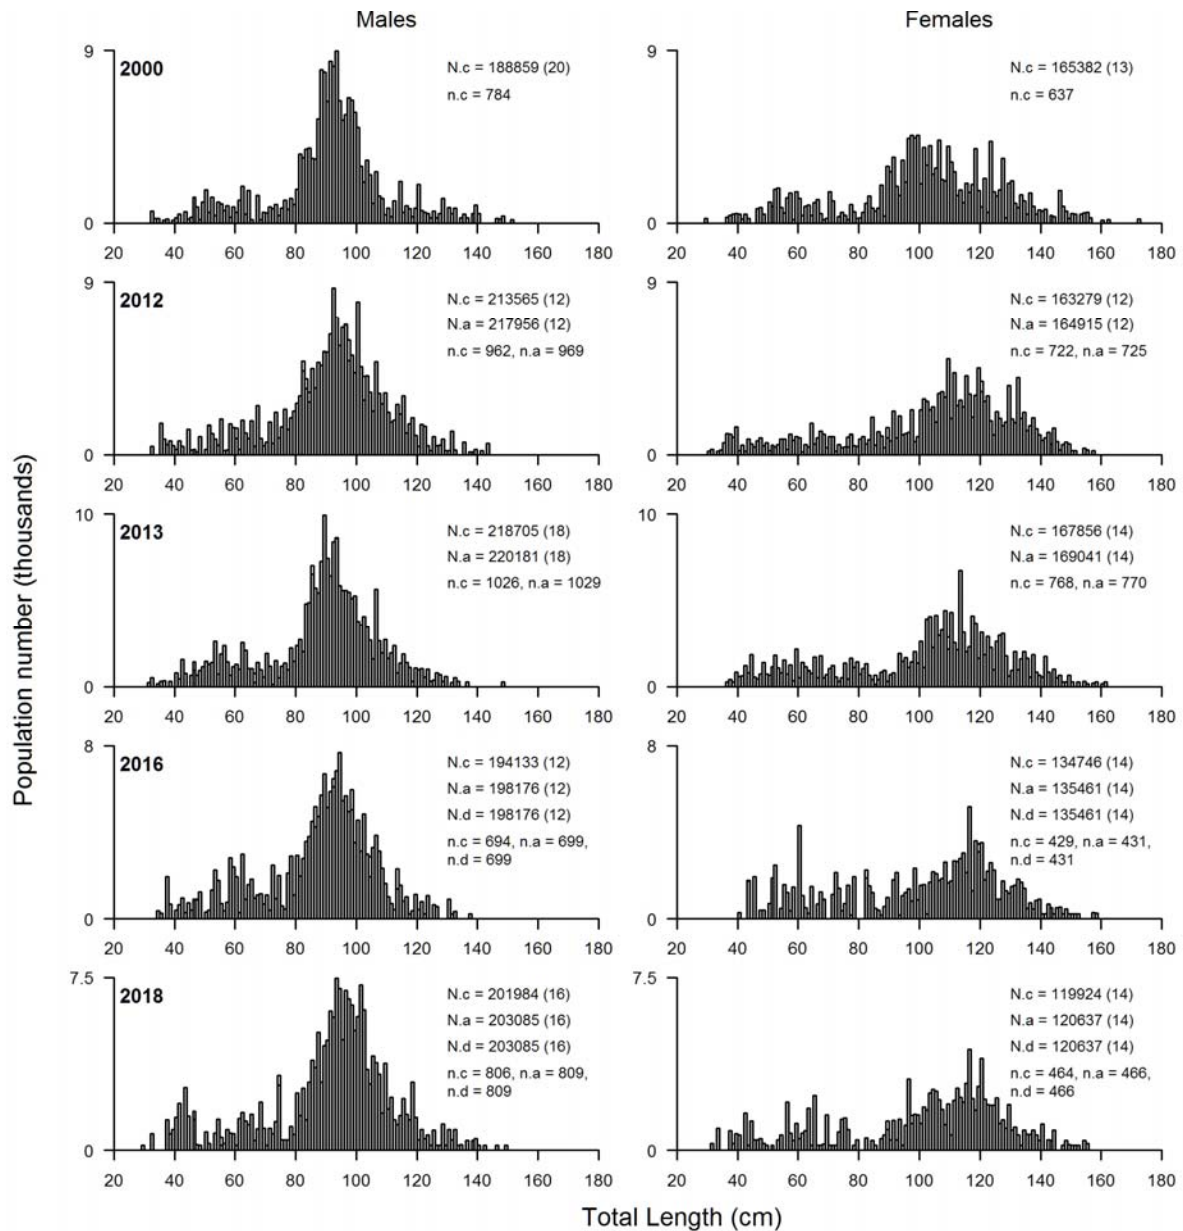 Males
Females
9
2000
N.c = 188859 (20)
n.c = 784
0
20 40 60 80 100 120 140 160 180
9
N.c = 165382 (13)
n.c = 637
0
20 40 60 80 100 120 140 160 180
9
2012
N.c = 213565 (12)
N.a = 217956 (12)
n.c = 962, n.a = 969
0
20 40 60 80 100 120 140 160 180
9
N.c = 163279 (12)
N.a = 164915 (12)
n.c = 722, n.a = 725
0
20 40 60 80 100 120 140 160 180
10
2013
N.c = 218705 (18)
N.a = 220181 (18)
n.c = 1026, n.a = 1029
0
20 40 60 80 100 120 140 160 180
10
N.c = 167856 (14)
N.a = 169041 (14)
n.c = 768, n.a = 770
0
20 40 60 80 100 120 140 160 180
8
2016
N.c = 194133 (12)
N.a = 198176 (12)
N.d = 198176 (12)
n.c = 694, n.a = 699,
n.d = 699
0
20 40 60 80 100 120 140 160 180
8
N.c = 134746 (14)
N.a = 135461 (14)
N.d = 135461 (14)
n.c = 429, n.a = 431,
n.d = 431
0
20 40 60 80 100 120 140 160 180
7.5
2018
N.c = 201984 (16)
N.a = 203085 (16)
N.d = 203085 (16)
n.c = 806, n.a = 809,
n.d = 809
0
20 40 60 80 100 120 140 160 180
7.5
N.c = 119924 (14)
N.a = 120637 (14)
N.d = 120637 (14)
n.c = 464, n.a = 466,
n.d = 466
0
20 40 60 80 100 120 140 160 180
Population number (thousands)
Total Length (cm)